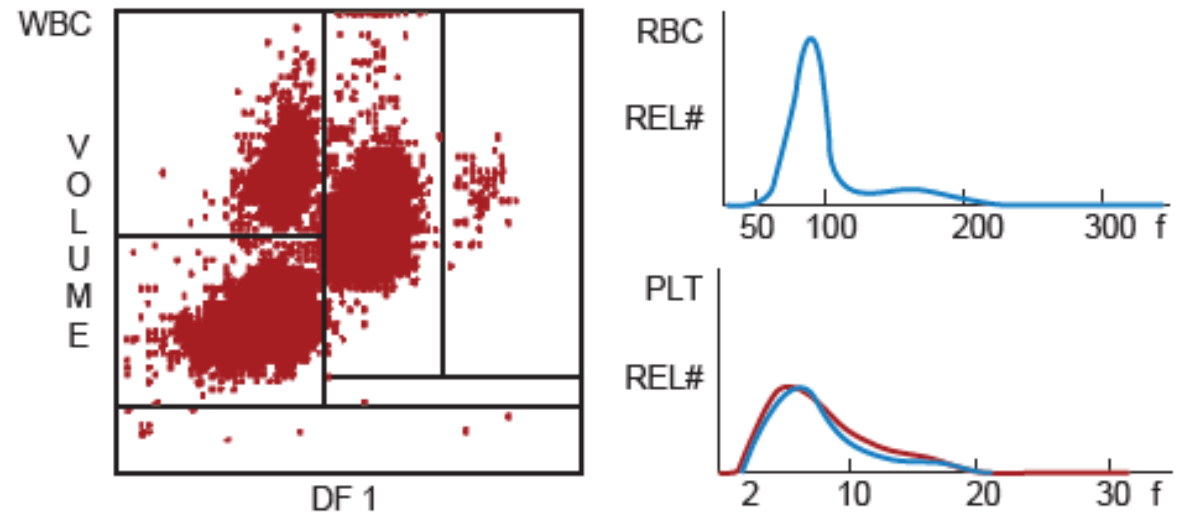 WBC
V
O
L
U
M
E
DF 1
RBC
REL#
50 100 200 300 f
PLT
REL#
2 10 20 30 f